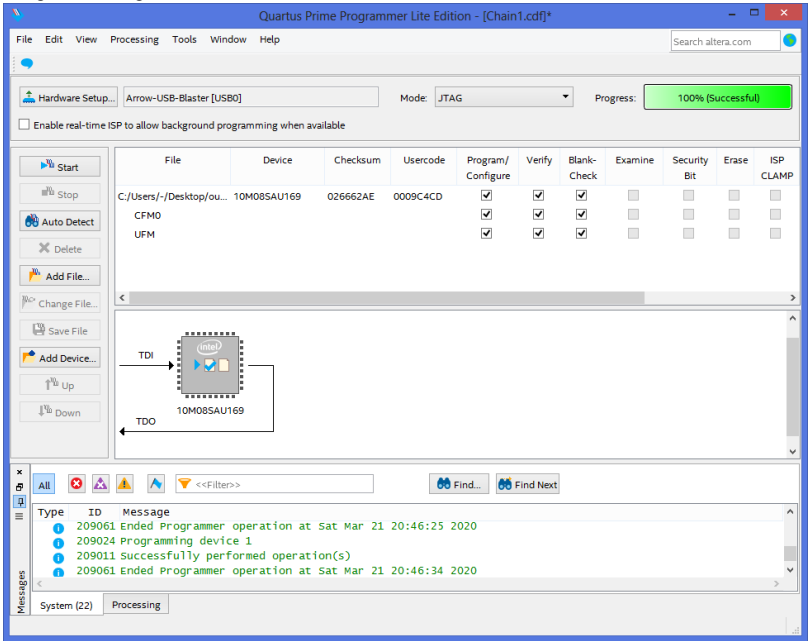 Quartus Prime Programmer Lite Edition - [Chain1.cdf]*
File Edit View Processing Tools Window Help
Search altera.com
Hardware Setup... Arrow-USB-Blaster [USB0] Mode: JTAG Progress: 100% (Successful)
Enable real-time ISP to allow background programming when available
Start
Stop
Auto Detect
Delete
Add File...
Change File...
Save File
Add Device...
Up
Down
File Device Checksum Usercode Program/ Verify Blank- Examine Security Erase ISP
Configure Check Bit CLAMP
C:/Users/-/Desktop/ou... 10M08SAU169 026662AE 0009C4CD
CFM0
UFM
TDI
intel
10M08SAU169
TDO
All <<Filter>> Find... Find Next
Type ID Message
209061 Ended Programmer operation at Sat Mar 21 20:46:25 2020
209024 Programming device 1
209011 Successfully performed operation(s)
209061 Ended Programmer operation at Sat Mar 21 20:46:34 2020
Messages
System (22) Processing